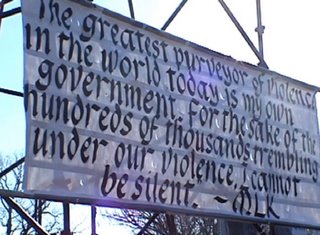 The greatest purveyor of violence
in the world today is my own
government. for the sake of the
hundreds of thousands trembling
under our violence, i cannot
be silent. ~ MLK